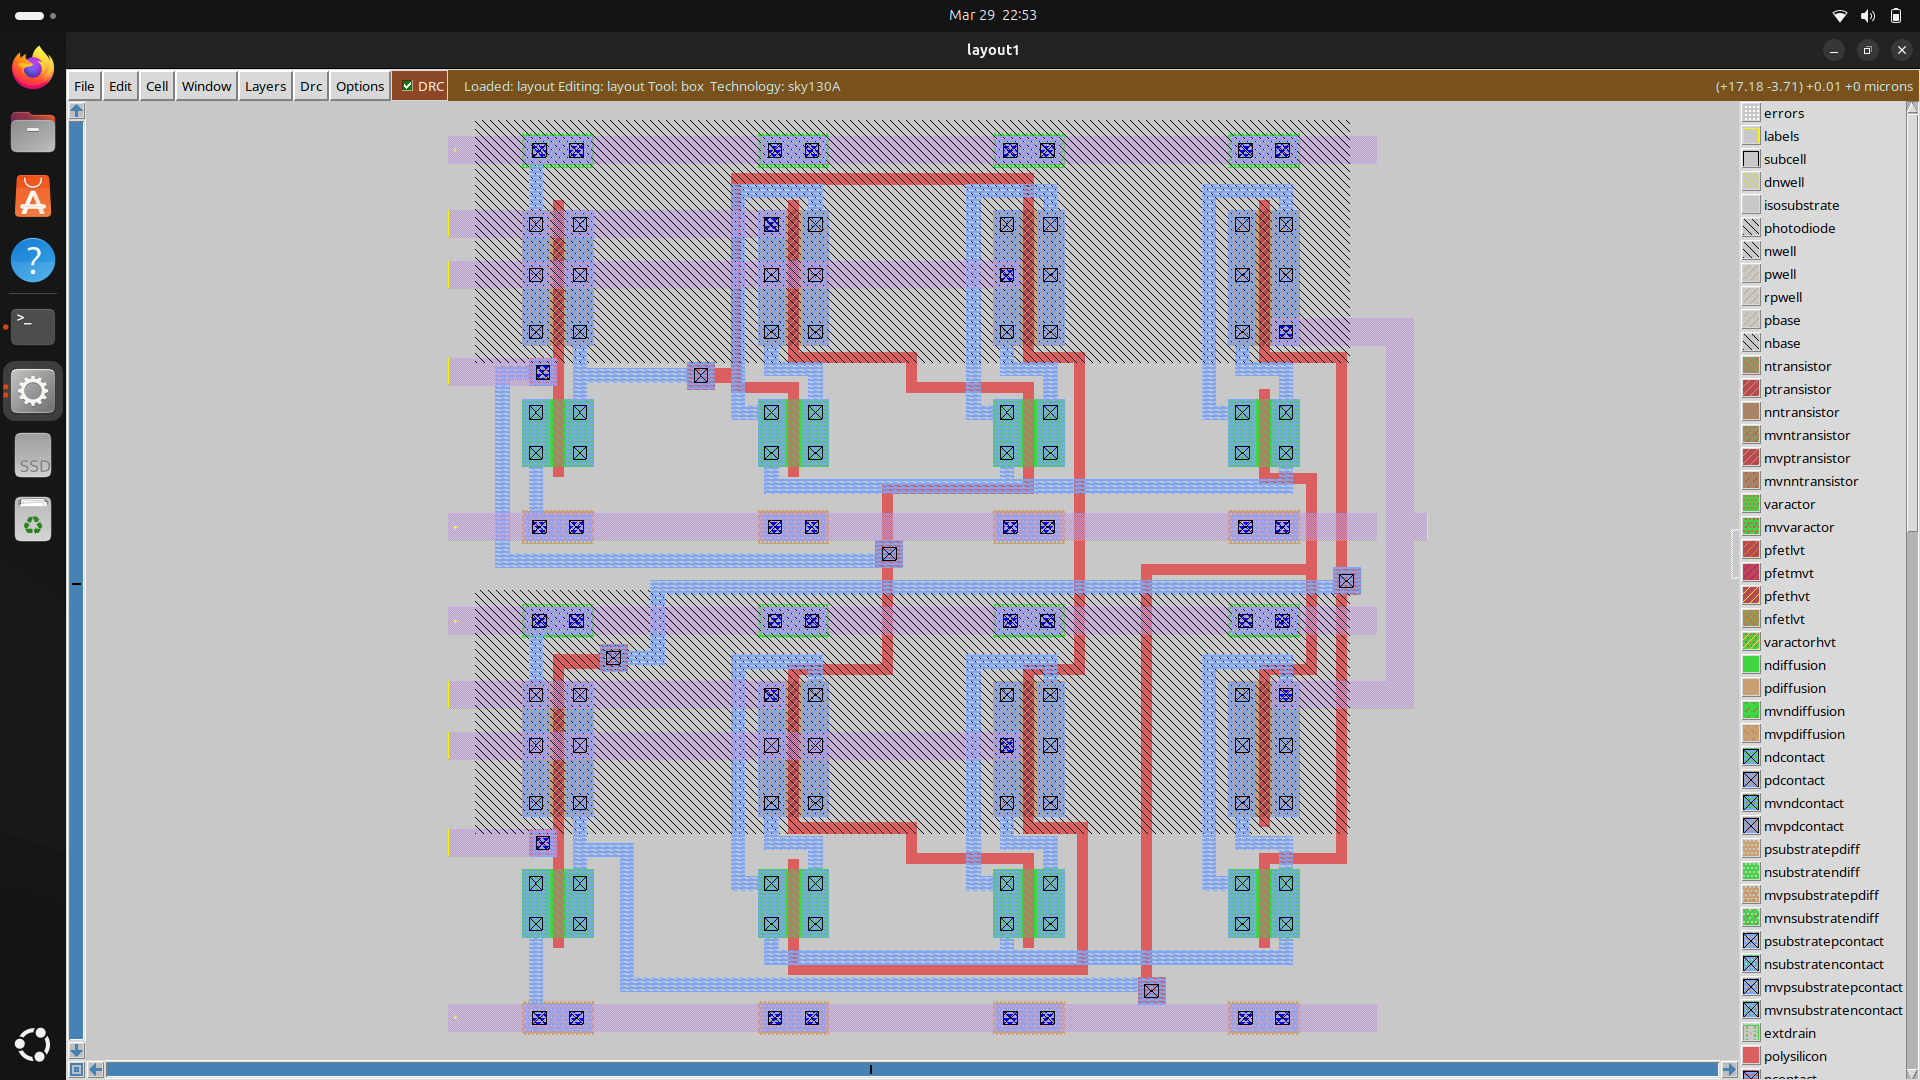 Mar 29 22:53
layout1
File Edit Cell Window Layers Drc Options DRC Loaded: layout Editing: layout Tool: box Technology: sky130A (+17.18 -3.71) +0.01 +0 microns
errors
labels
subcell
dnwell
isosubstrate
photodiode
nwell
pwell
rpwell
pbase
nbase
ntransistor
ptransistor
nntransistor
mvntransistor
mvptransistor
mvnntransistor
varactor
mvvaractor
pfetlvt
pfetmvt
pfethvt
nfetlvt
varactorhvt
ndiffusion
pdiffusion
mvndiffusion
mvpdiffusion
ndcontact
pdcontact
mvndcontact
mvpdcontact
psubstratepdiff
nsubstratendiff
mvpsubstratepdiff
mvnsubstratendiff
psubstratepcontact
nsubstratencontact
mvpsubstratepcontact
mvnsubstratencontact
extdrain
polysilicon
>_
?
SSD